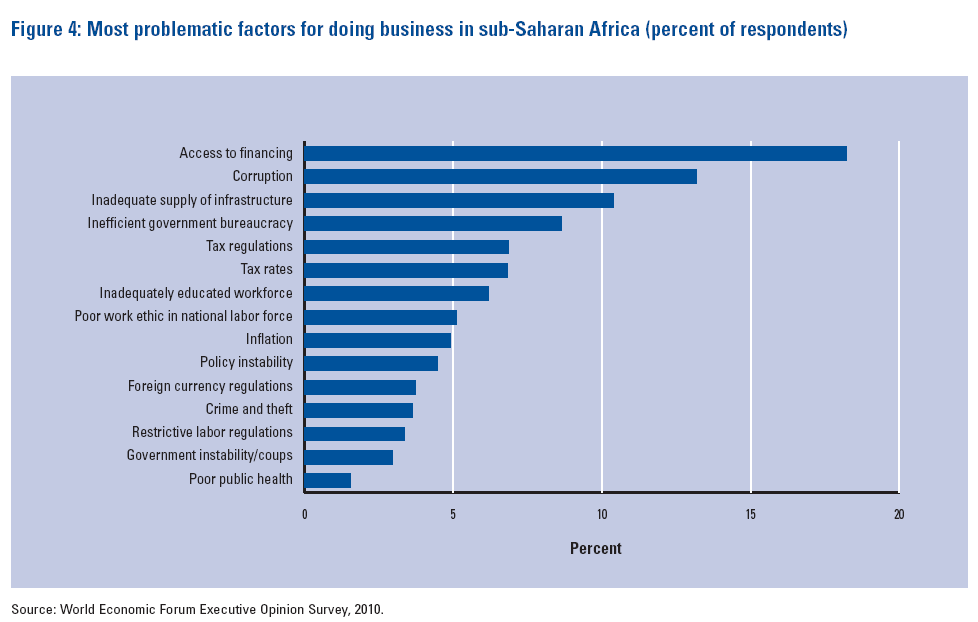 Figure 4: Most problematic factors for doing business in sub-Saharan Africa (percent of respondents)
Access to financing
Corruption
Inadequate supply of infrastructure
Inefficient government bureaucracy
Tax regulations
Tax rates
Inadequately educated workforce
Poor work ethic in national labor force
Inflation
Policy instability
Foreign currency regulations
Crime and theft
Restrictive labor regulations
Government instability/coups
Poor public health
0 5 10 15 20
Percent
Source: World Economic Forum Executive Opinion Survey, 2010.